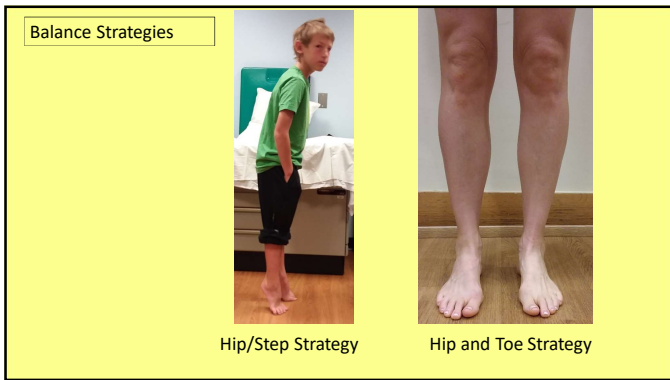 Balance Strategies
Hip/Step Strategy
Hip and Toe Strategy